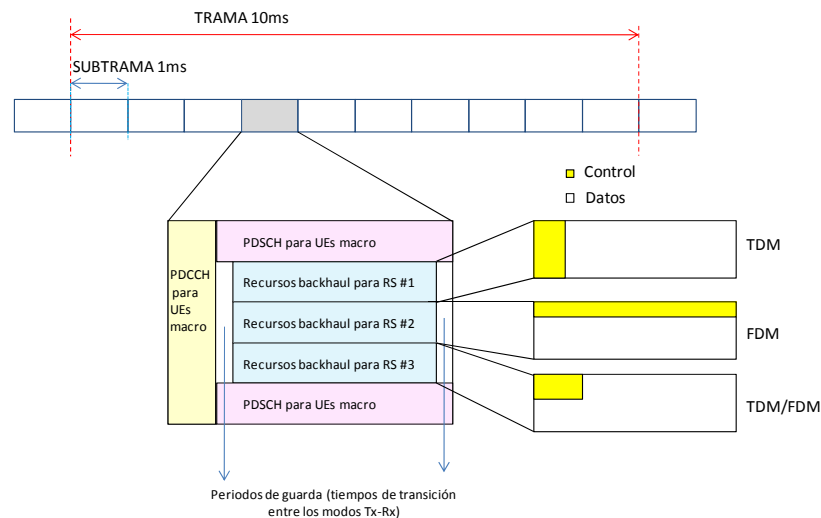 TRAMA 10ms
SUBTRAMA 1ms
Control
Datos
PDCCH
para
UEs
macro
PDSCH para UEs macro
Recursos backhaul para RS #1
Recursos backhaul para RS #2
Recursos backhaul para RS #3
PDSCH para UEs macro
TDM
FDM
TDM/FDM
Periodos de guarda (tiempos de transición
entre los modos Tx-Rx)